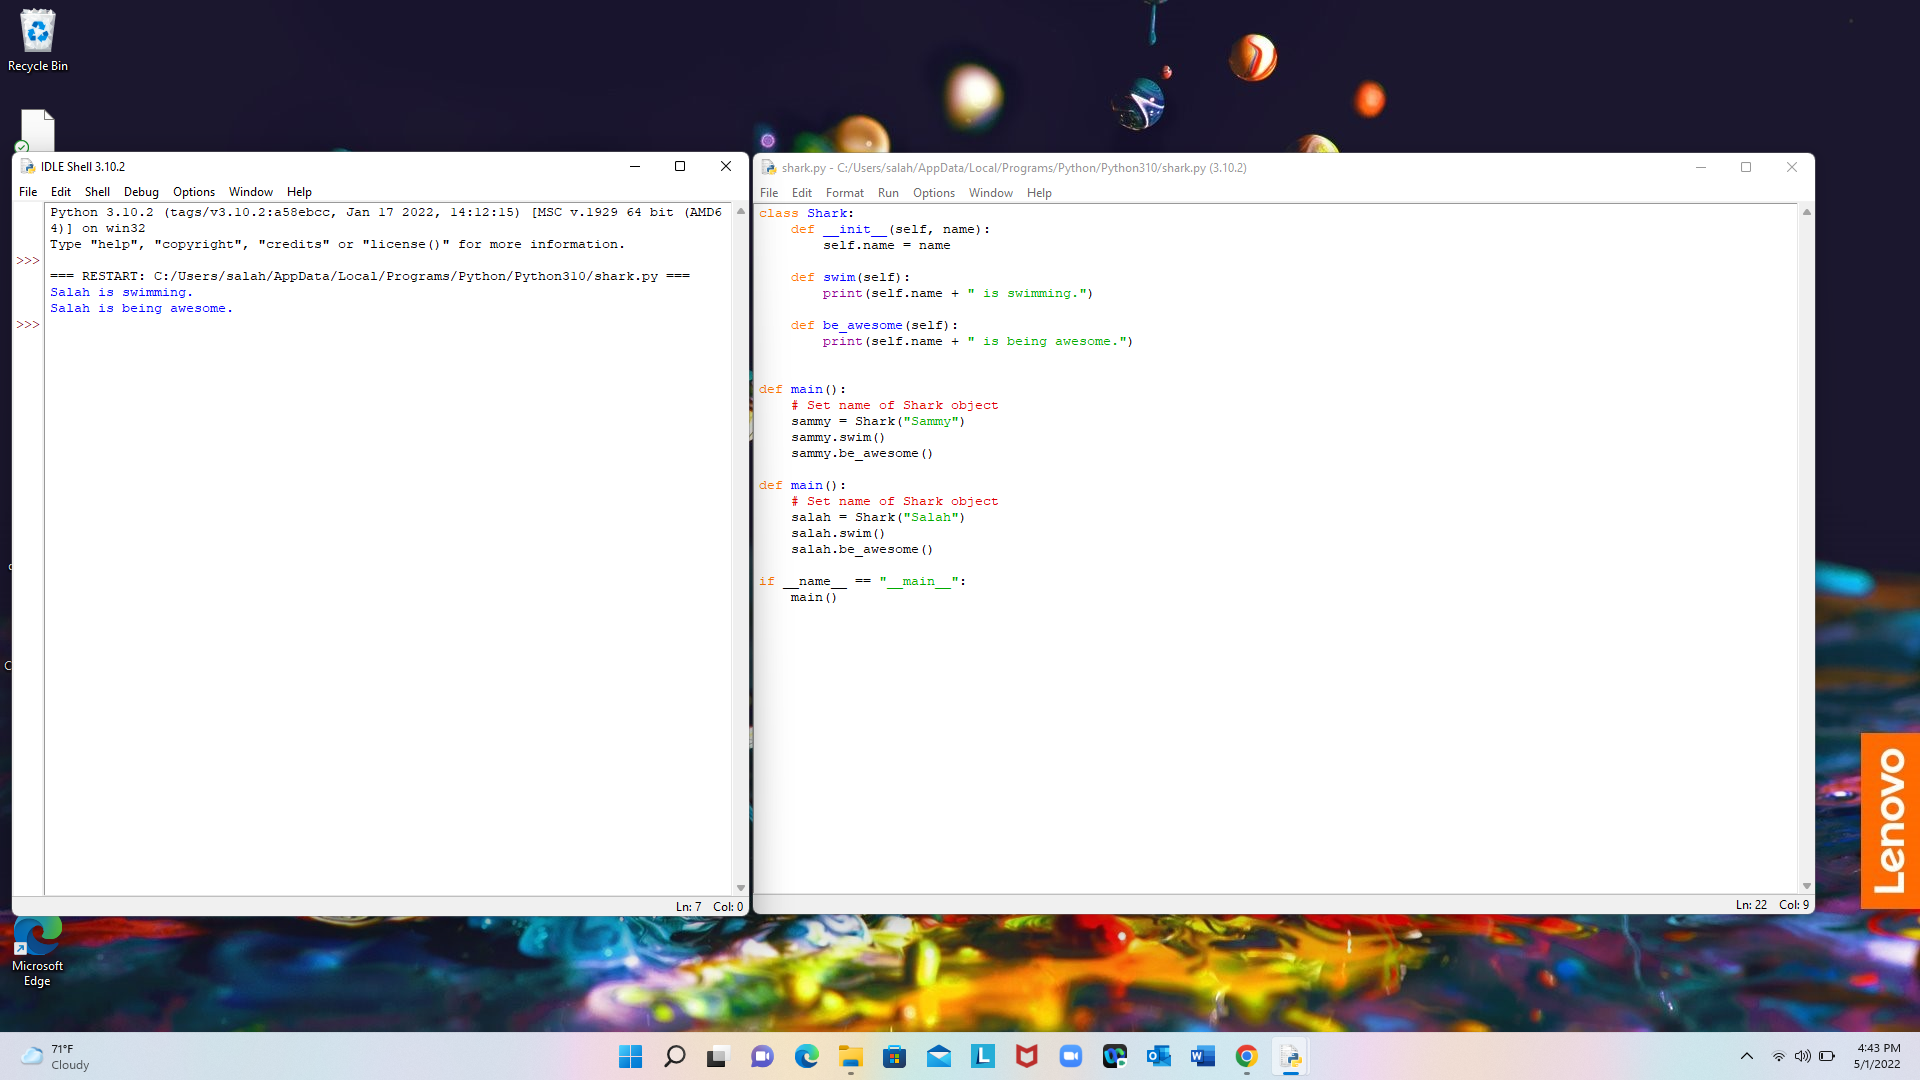 Recycle Bin
IDLE Shell 3.10.2
File Edit Shell Debug Options Window Help
Python 3.10.2 (tags/v3.10.2:a58ebcc, Jan 17 2022, 14:12:15) [MSC v.1929 64 bit (AMD6
4)] on win32
Type "help", "copyright", "credits" or "license()" for more information.
>>>
=== RESTART: C:/Users/salah/AppData/Local/Programs/Python/Python310/shark.py ===
Salah is swimming.
Salah is being awesome.
>>>
Ln: 7 Col: 0
shark.py - C:/Users/salah/AppData/Local/Programs/Python/Python310/shark.py (3.10.2)
File Edit Format Run Options Window Help
class Shark:
    def __init__(self, name):
        self.name = name
    def swim(self):
        print(self.name + " is swimming.")
    def be_awesome(self):
        print(self.name + " is being awesome.")
def main():
    # Set name of Shark object
    sammy = Shark("Sammy")
    sammy.swim()
    sammy.be_awesome()
def main():
    # Set name of Shark object
    salah = Shark("Salah")
    salah.swim()
    salah.be_awesome()
if __name__ == "__main__":
    main()
Ln: 22 Col: 9
Lenovo
Microsoft
Edge
71°F
Cloudy
L
W
4:43 PM
5/1/2022